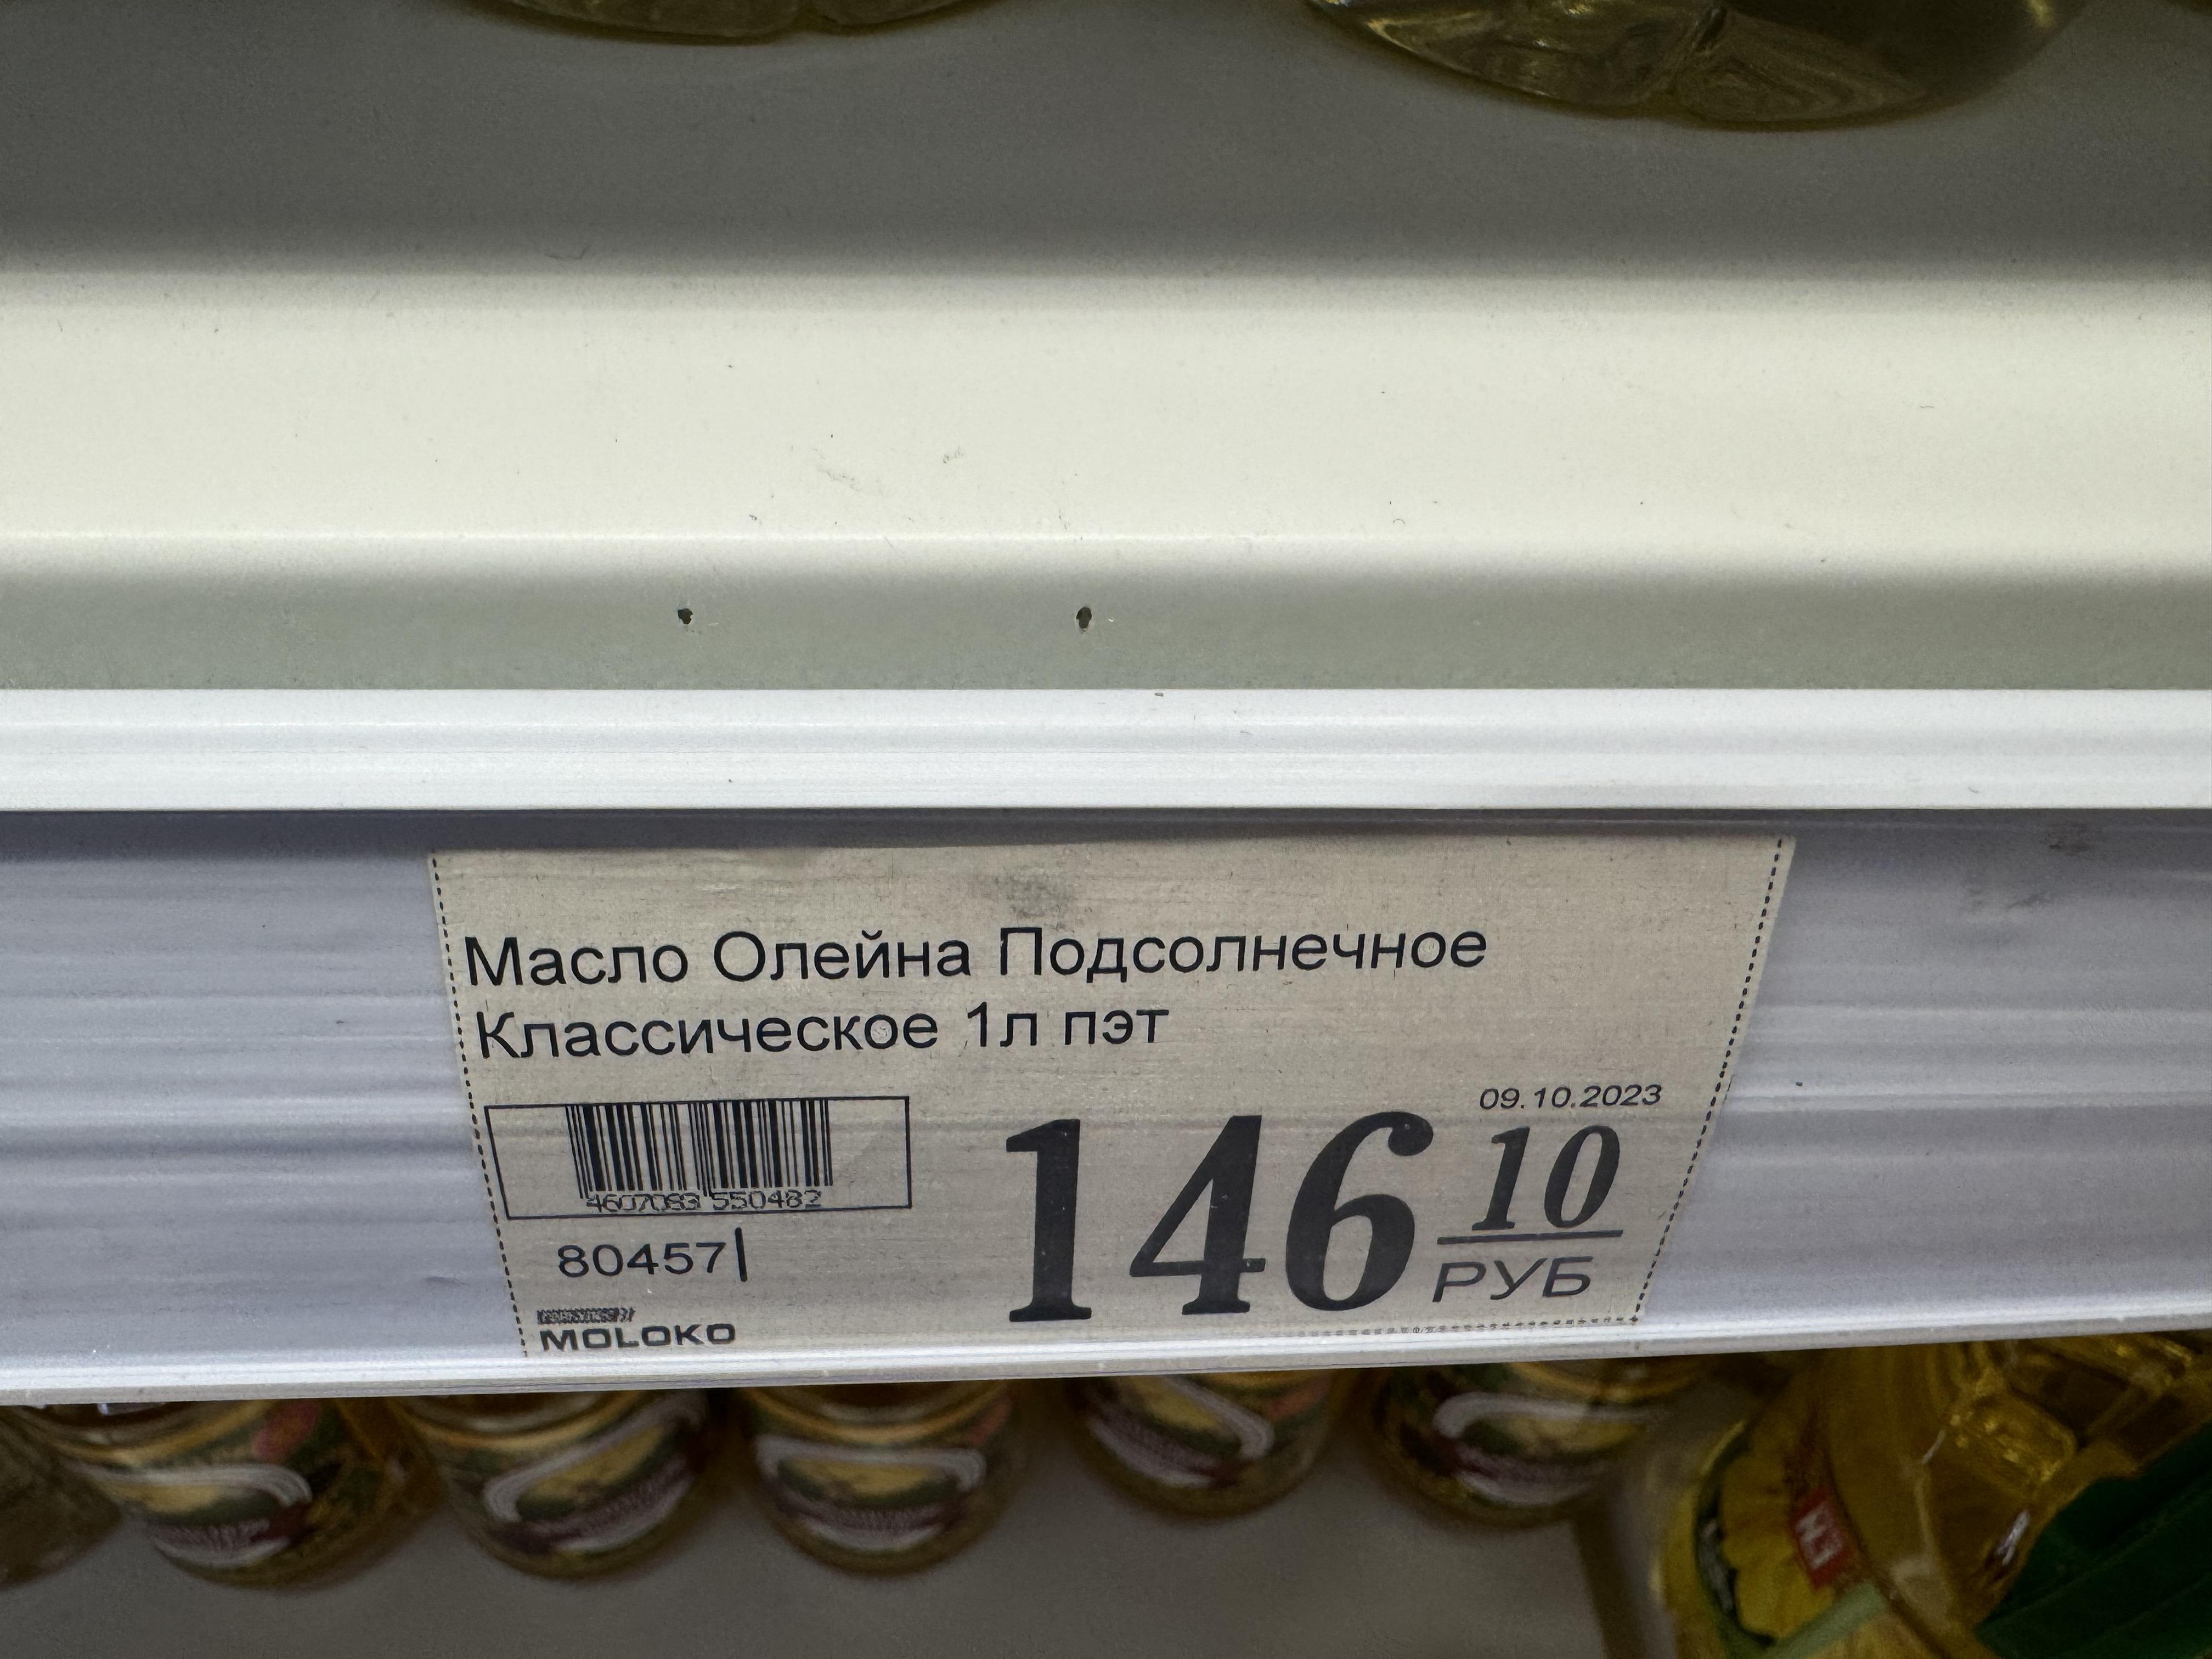 Масло Олейна Подсолнечное
Классическое 1л пэт
09.10.2023
146 10
РУБ
4607083 550482
80457
MOLOKO